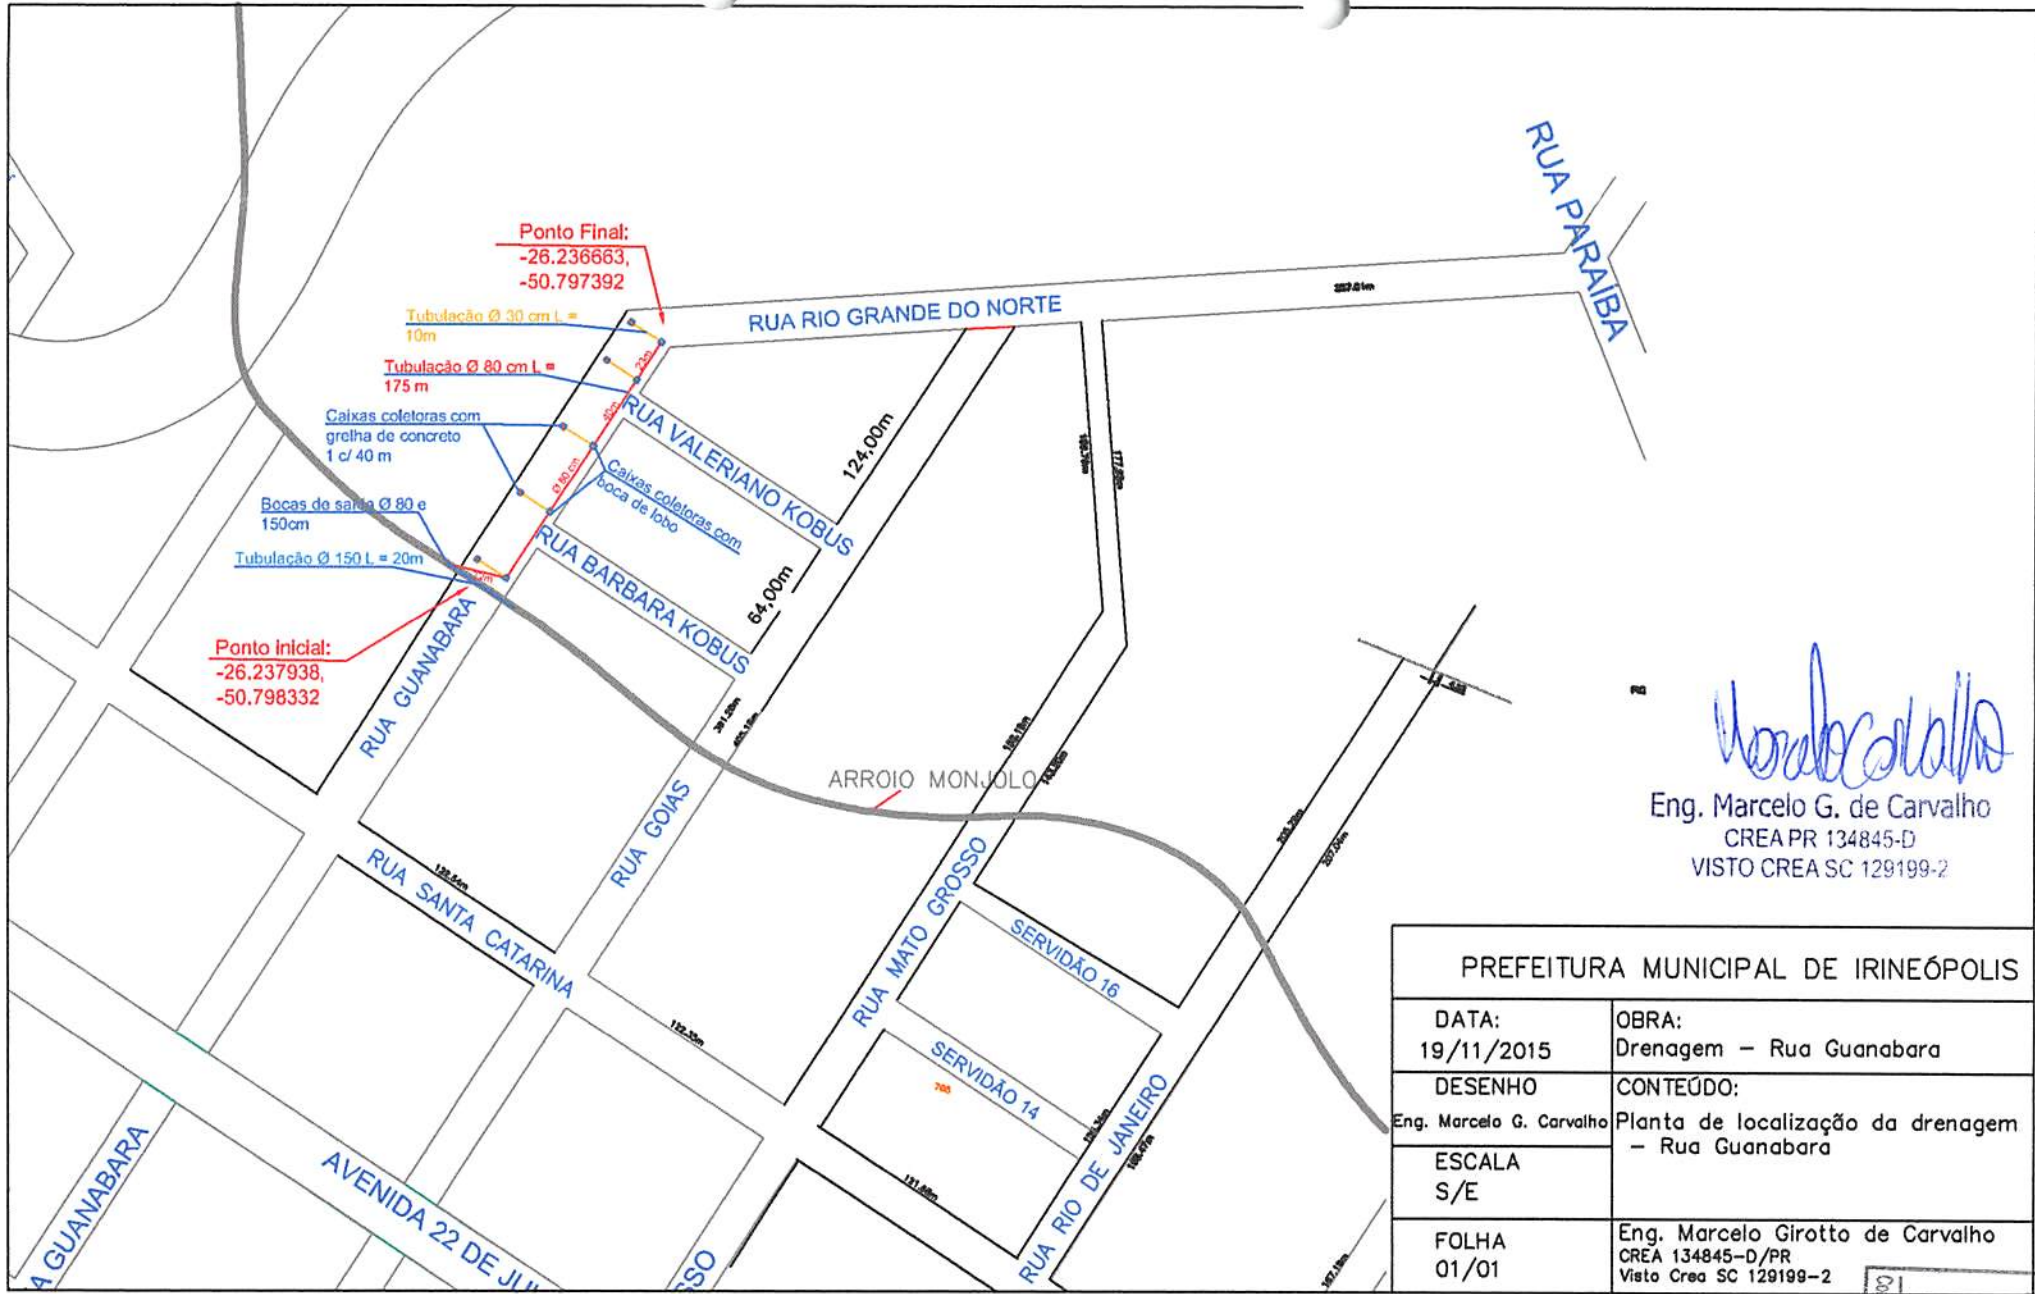 RUA PARAÍBA
Ponto Final:
-26.236663,
-50.797392
Tubulação Ø 30 cm L =
10m
RUA RIO GRANDE DO NORTE
Tubulação Ø 80 cm L =
175 m
23m
40m
Caixas coletoras com
grelha de concreto
1 c/ 40 m
RUA VALERIANO KOBUS
124,00m
Ø 80 cm
Caixas coletoras com
boca de lobo
Bocas de saída Ø 80 e
150cm
Tubulação Ø 150 L = 20m
RUA BARBARA KOBUS
64,00m
Ponto inicial:
-26.237938,
-50.798332
RUA GUANABARA
ARROIO MONJOLO
RUA GOIAS
RUA SANTA CATARINA
RUA MATO GROSSO
SERVIDÃO 16
SERVIDÃO 14
RUA RIO DE JANEIRO
AVENIDA 22 DE JU
A GUANABARA
SSO
Eng. Marcelo G. de Carvalho
CREA PR 134845-D
VISTO CREA SC 129199-2
PREFEITURA MUNICIPAL DE IRINEÓPOLIS
DATA:
19/11/2015
OBRA:
Drenagem – Rua Guanabara
DESENHO
Eng. Marcelo G. Carvalho
CONTEÚDO:
Planta de localização da drenagem
– Rua Guanabara
ESCALA
S/E
FOLHA
01/01
Eng. Marcelo Girotto de Carvalho
CREA 134845-D/PR
Visto Crea SC 129199-2